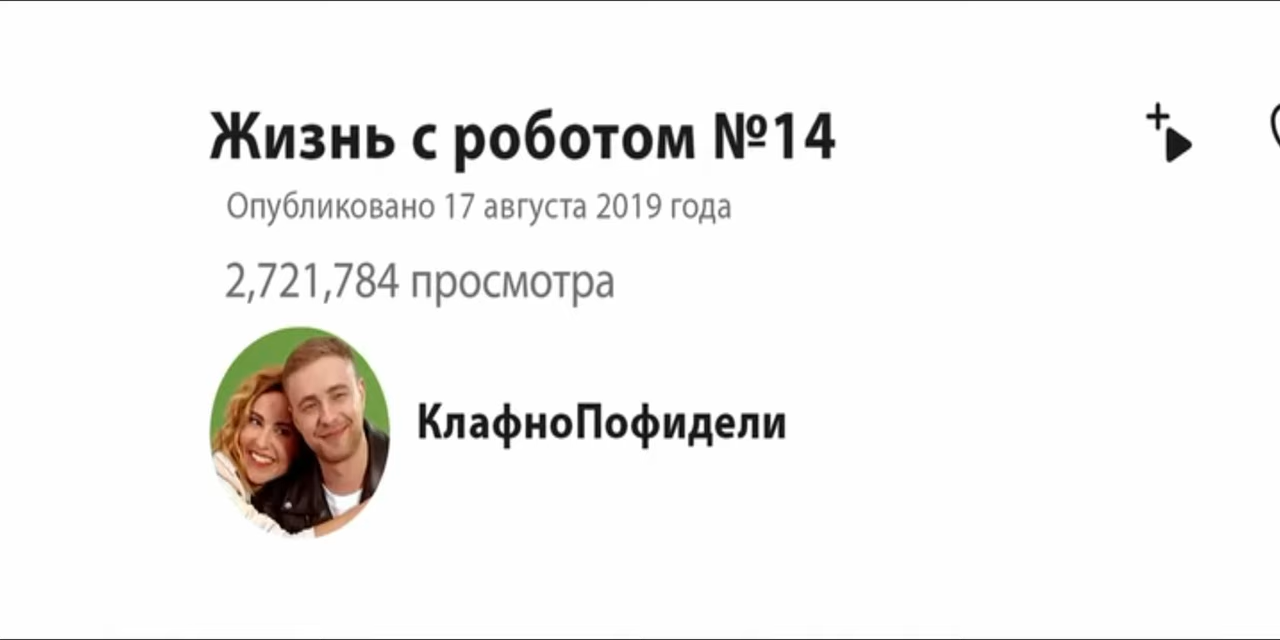 Жизнь с роботом №14
Опубликовано 17 августа 2019 года
2,721,784 просмотра
КлафноПофидели